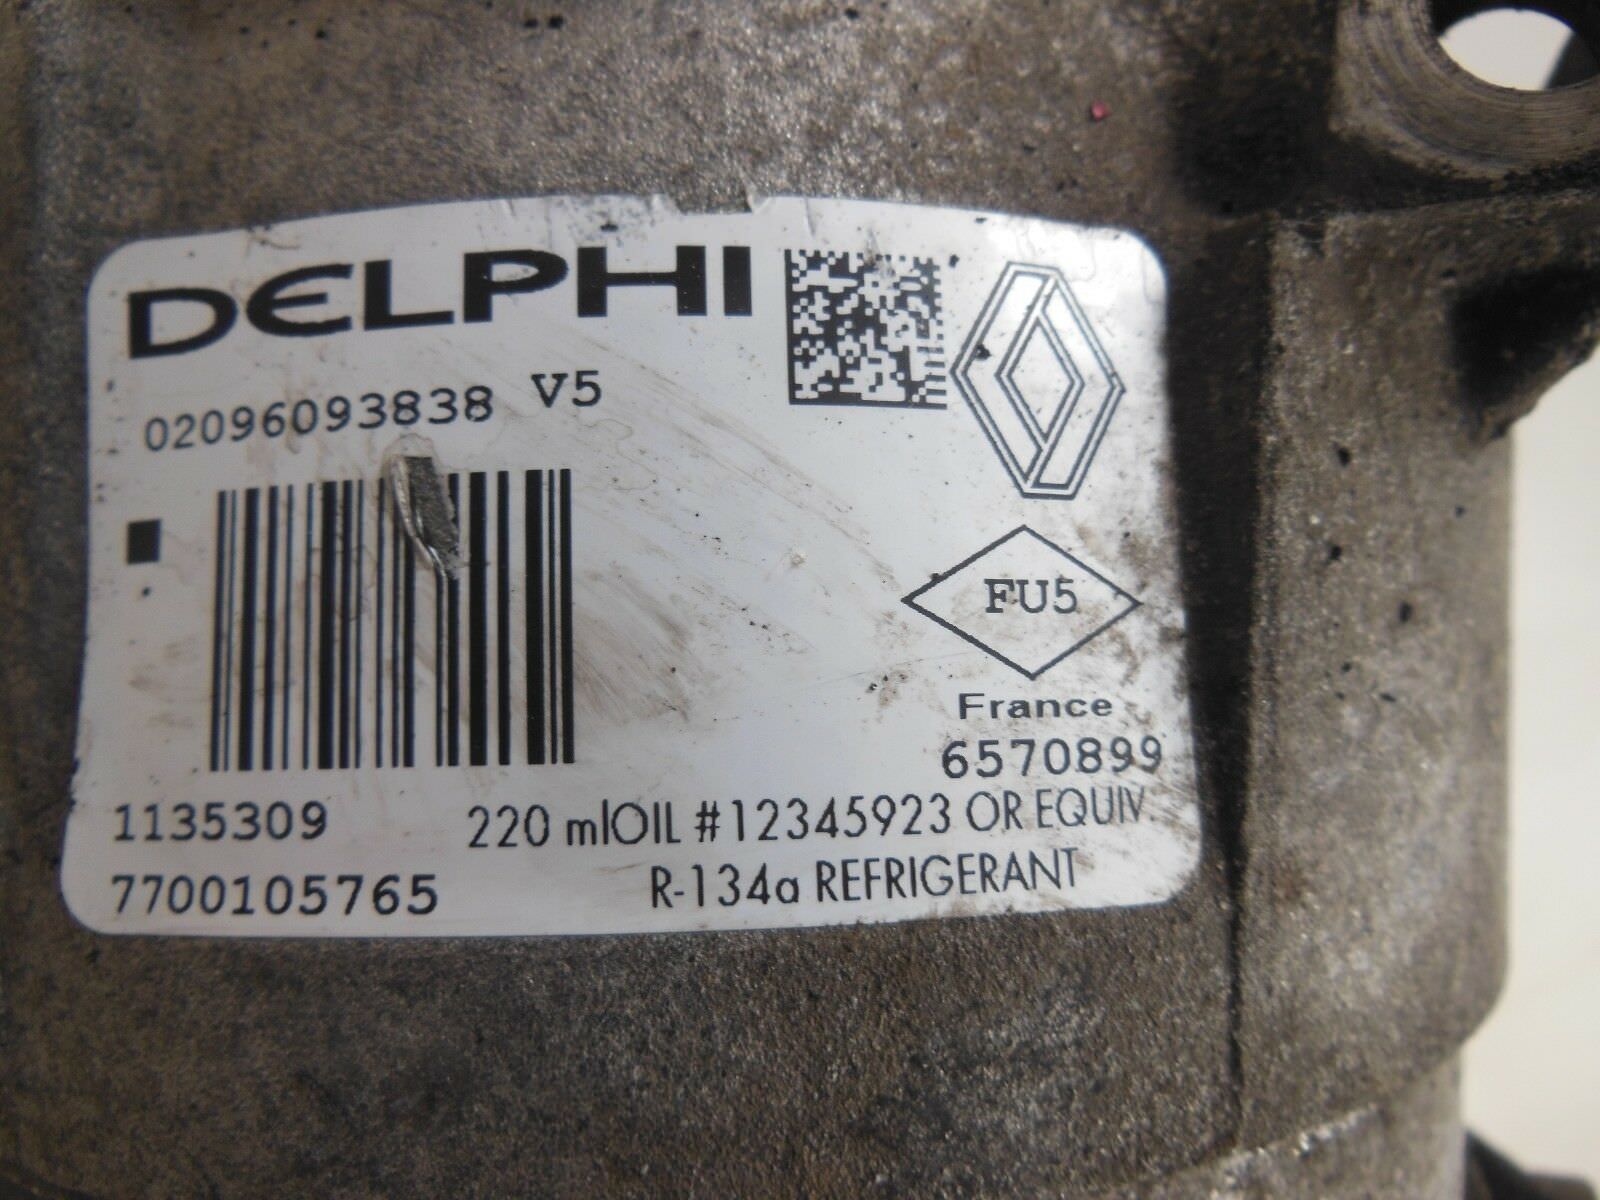 DELPHI
02096093838 V5
FU5
France
6570899
1135309
220 mlOIL #12345923 OR EQUIV.
7700105765
R-134a REFRIGERANT